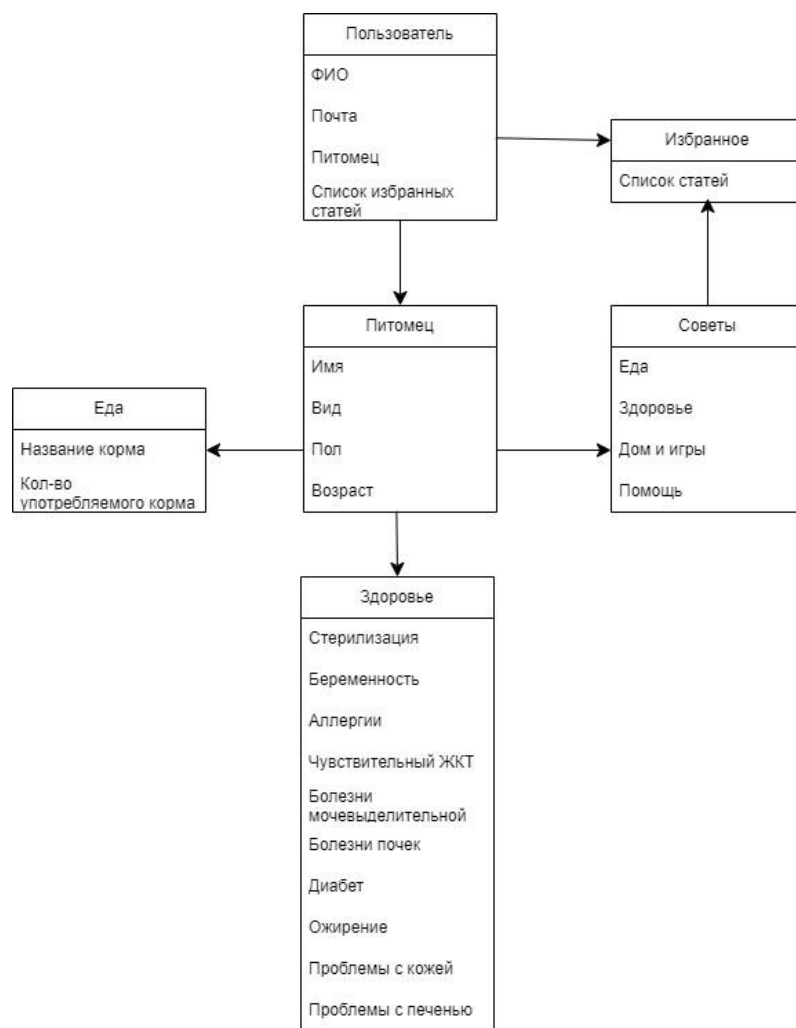 Пользователь
ФИО
Почта
Питомец
Список избранных
статей
Избранное
Список статей
Питомец
Имя
Вид
Пол
Возраст
Советы
Еда
Здоровье
Дом и игры
Помощь
Еда
Название корма
Кол-во
употребляемого корма
Здоровье
Стерилизация
Беременность
Аллергии
Чувствительный ЖКТ
Болезни
мочевыделительной
Болезни почек
Диабет
Ожирение
Проблемы с кожей
Проблемы с печенью